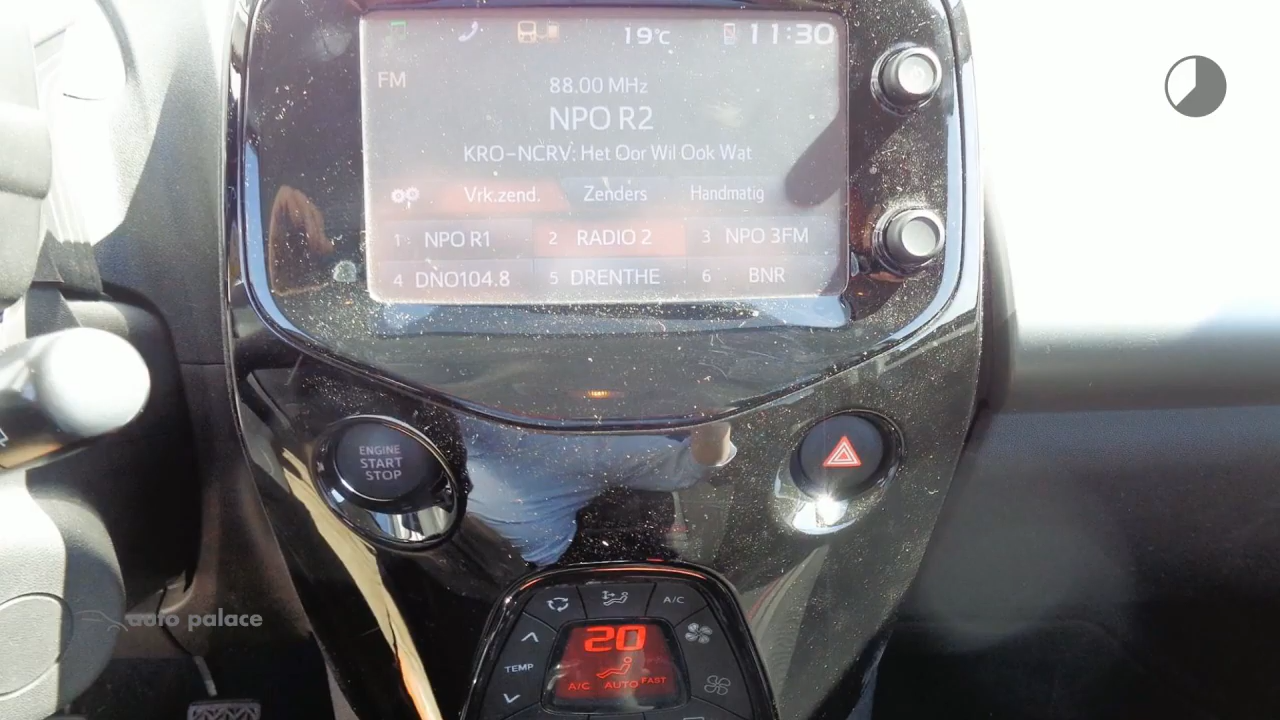 19°C 11:30
FM
88.00 MHz
NPO R2
KRO-NCRV: Het Oor Wil Ook Wat
Vrk.zend. Zenders Handmatig
1 NPO R1 2 RADIO 2 3 NPO 3FM
4 DNO104.8 5 DRENTHE 6 BNR
ENGINE
START
STOP
A/C
20
TEMP
A/C AUTO FAST
auto palace